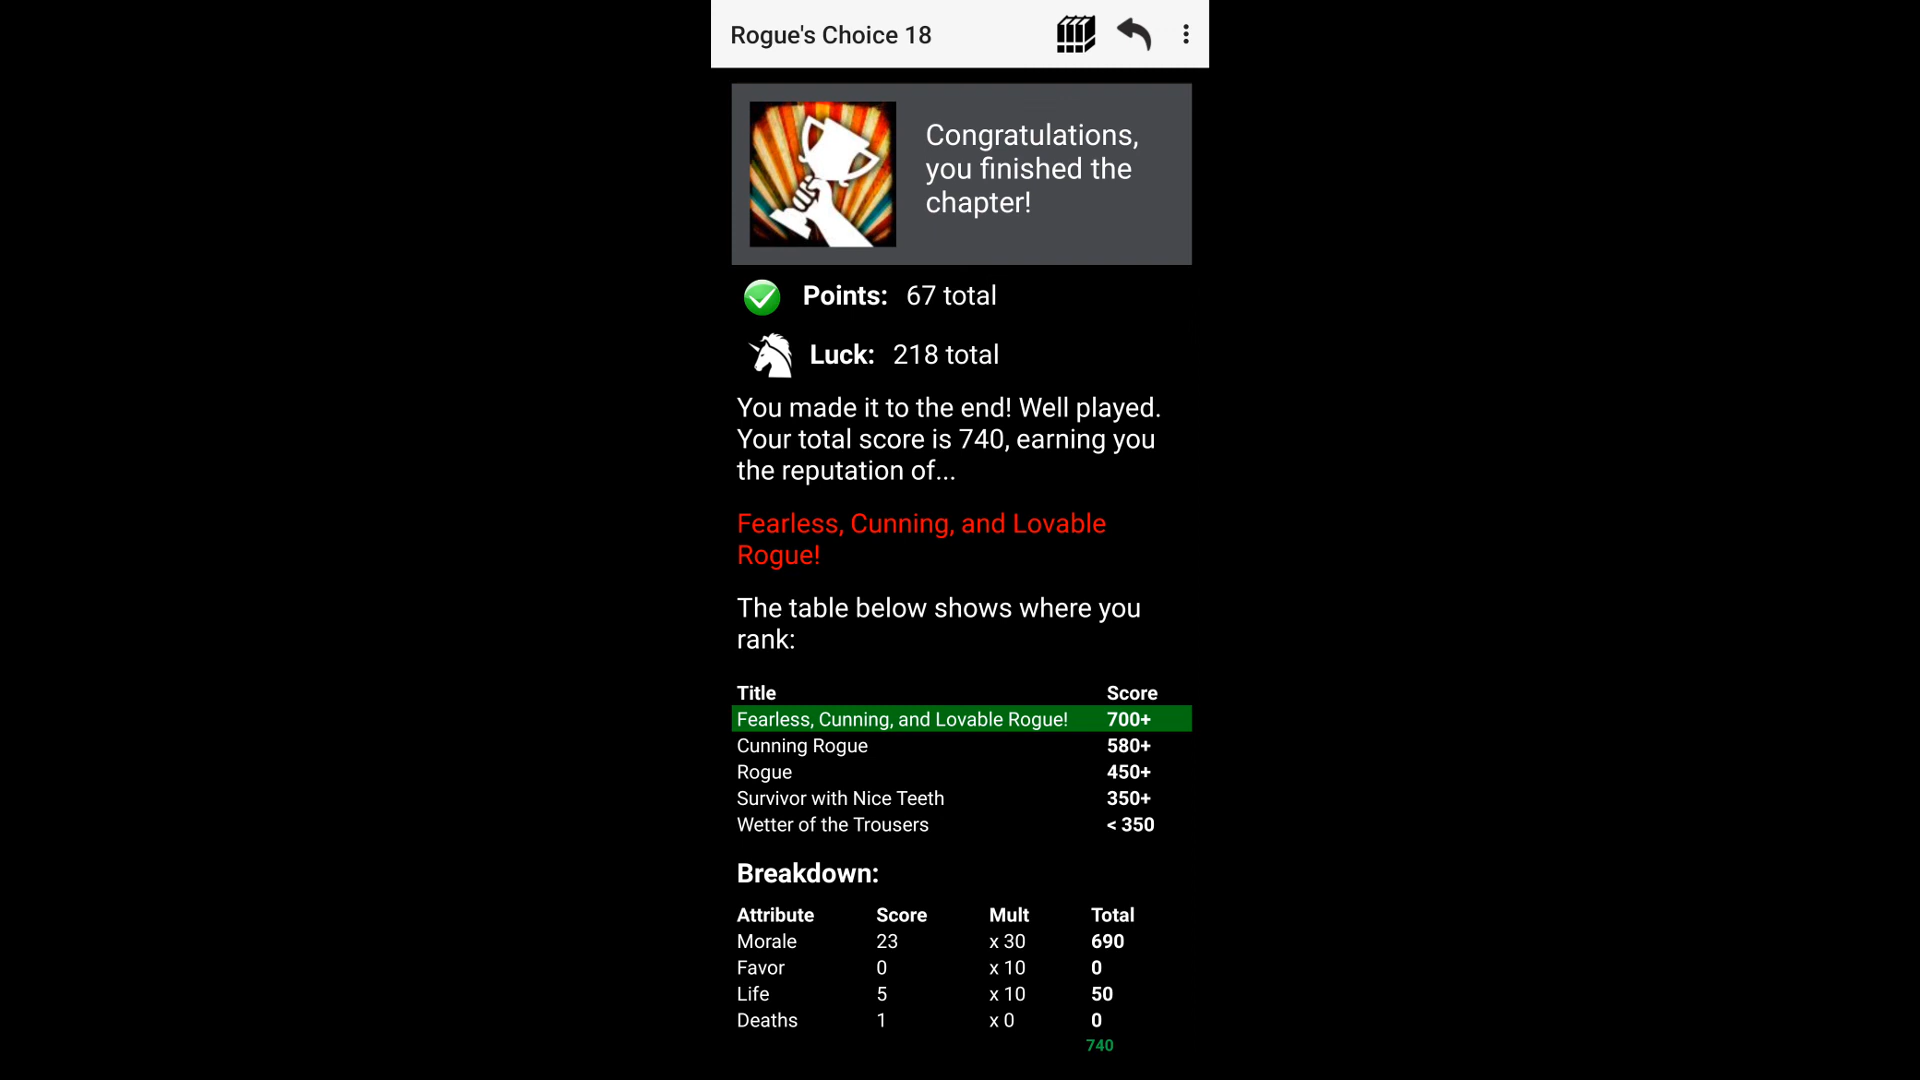 Rogue's Choice 18
Congratulations,
you finished the
chapter!
Points: 67 total
Luck: 218 total
You made it to the end! Well played.
Your total score is 740, earning you
the reputation of...
Fearless, Cunning, and Lovable
Rogue!
The table below shows where you
rank:
Title Score
Fearless, Cunning, and Lovable Rogue! 700+
Cunning Rogue 580+
Rogue 450+
Survivor with Nice Teeth 350+
Wetter of the Trousers < 350
Breakdown:
Attribute Score Mult Total
Morale 23 x 30 690
Favor 0 x 10 0
Life 5 x 10 50
Deaths 1 x 0 0
740